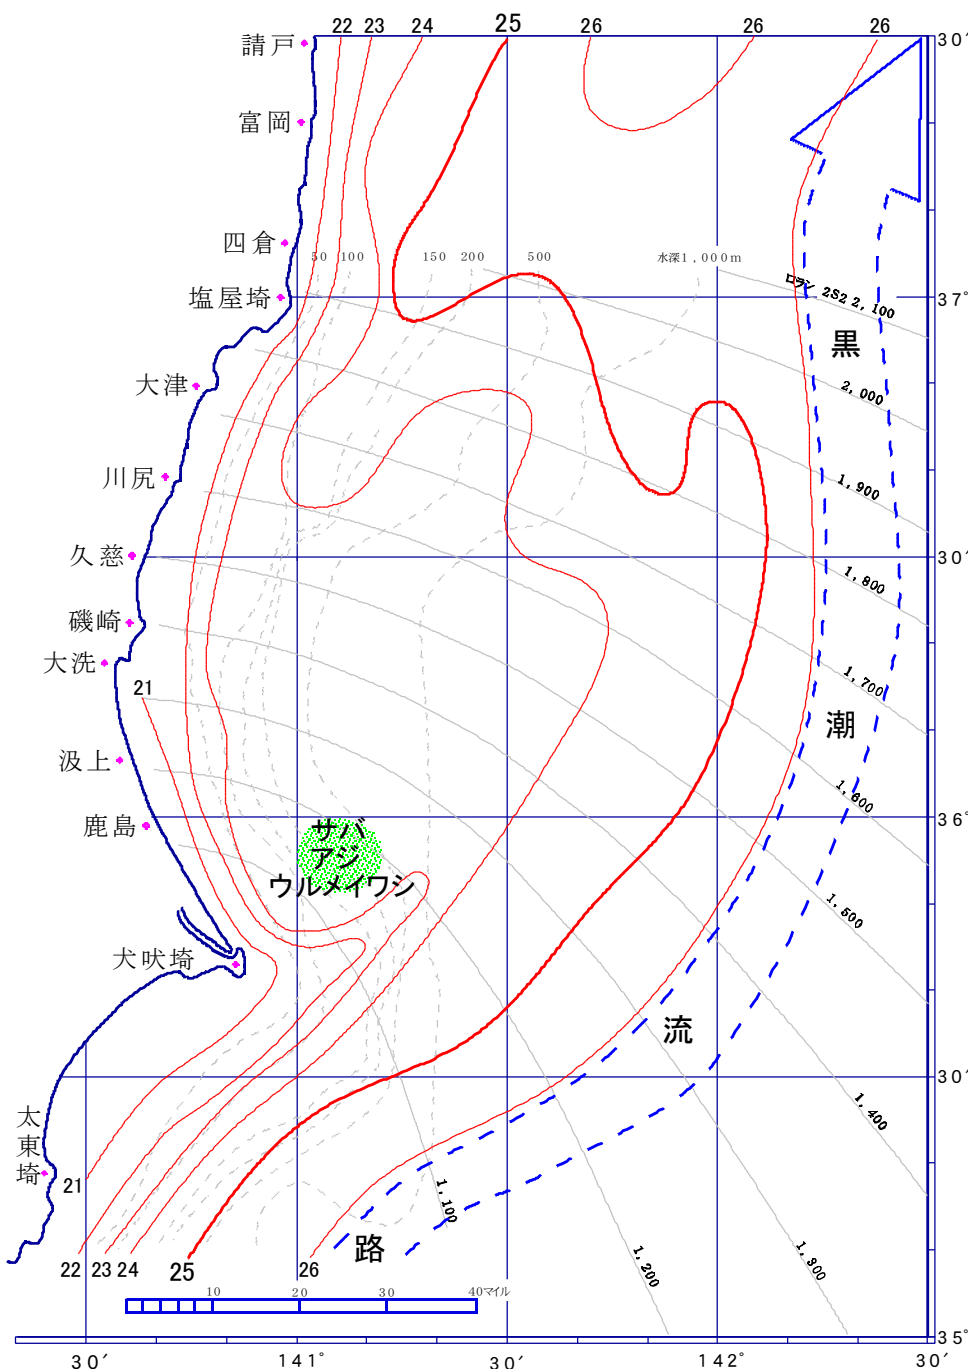 22
23
24
25
26
26
26
請戸
30′
富岡
四倉
50
100
150
200
500
水深1,000m
塩屋埼
ロラン 2S2 2,100
37°
黒
大津
2,000
川尻
1,900
久慈
30′
1,800
磯崎
大洗
21
1,700
潮
汲上
1,600
鹿島
36°
サバ
アジ
ウルメイワシ
1,500
犬吠埼
流
30′
1,400
太東埼
21
1,100
路
1,200
1,300
22
23
24
25
26
10
20
30
40マイル
35°
30′
141°
30′
142°
30′